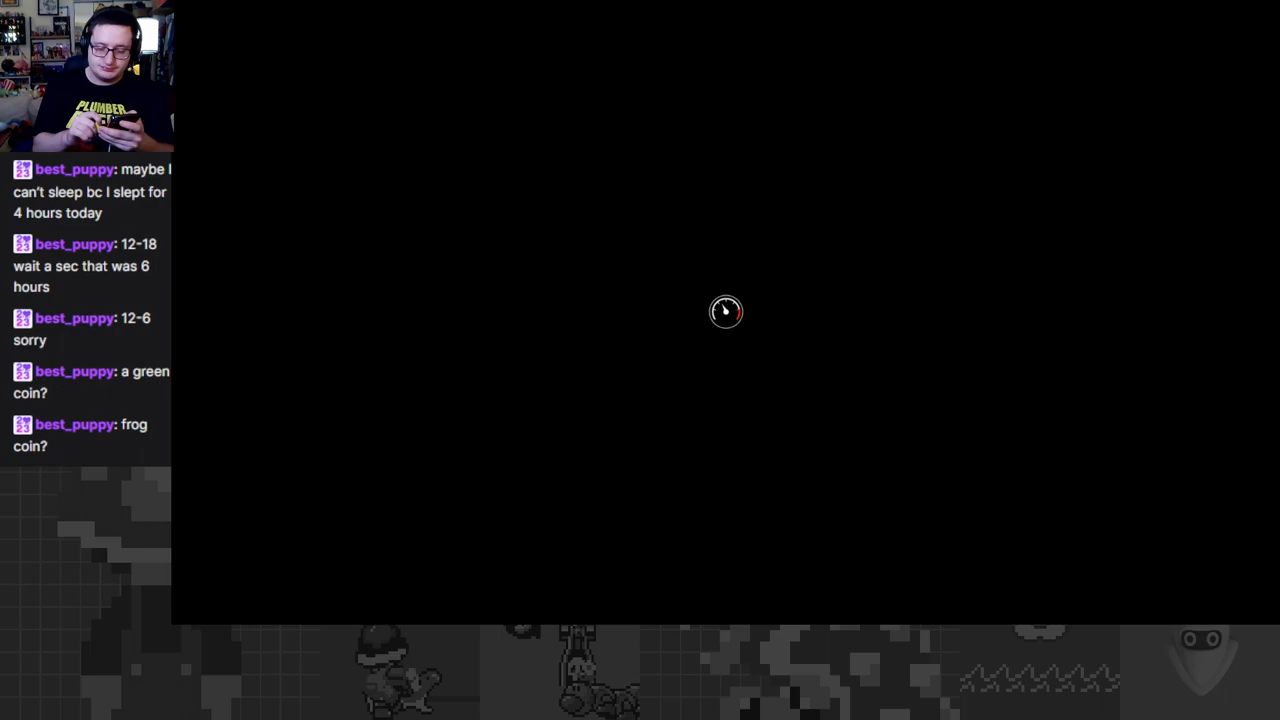 PLUMBER
best_puppy: maybe I
can't sleep bc I slept for
4 hours today
best_puppy: 12-18
wait a sec that was 6
hours
best_puppy: 12-6
sorry
best_puppy: a green
coin?
best_puppy: frog
coin?